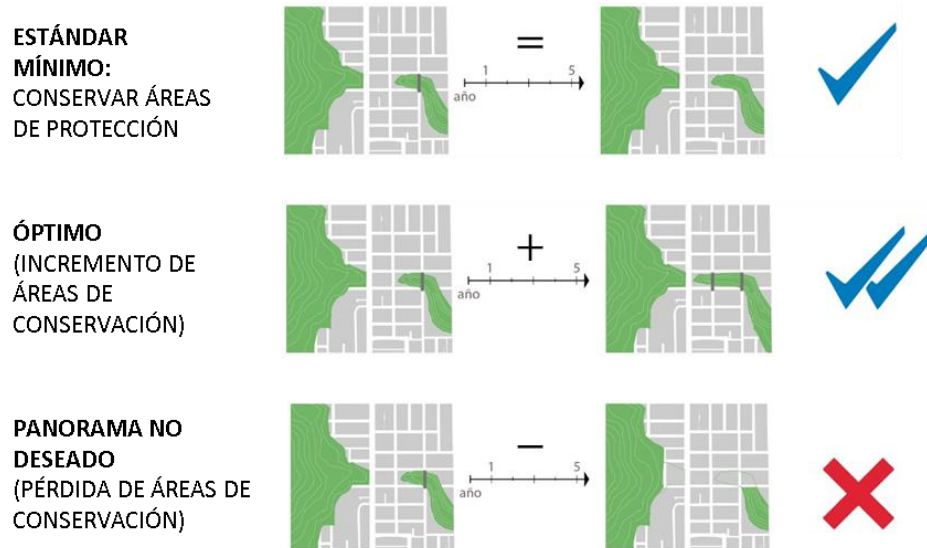 ESTÁNDAR
MÍNIMO:
CONSERVAR ÁREAS
DE PROTECCIÓN
=
1 5
año
ÓPTIMO
(INCREMENTO DE
ÁREAS DE
CONSERVACIÓN)
+
1 5
año
PANORAMA NO
DESEADO
(PÉRDIDA DE ÁREAS DE
CONSERVACIÓN)
−
1 5
año